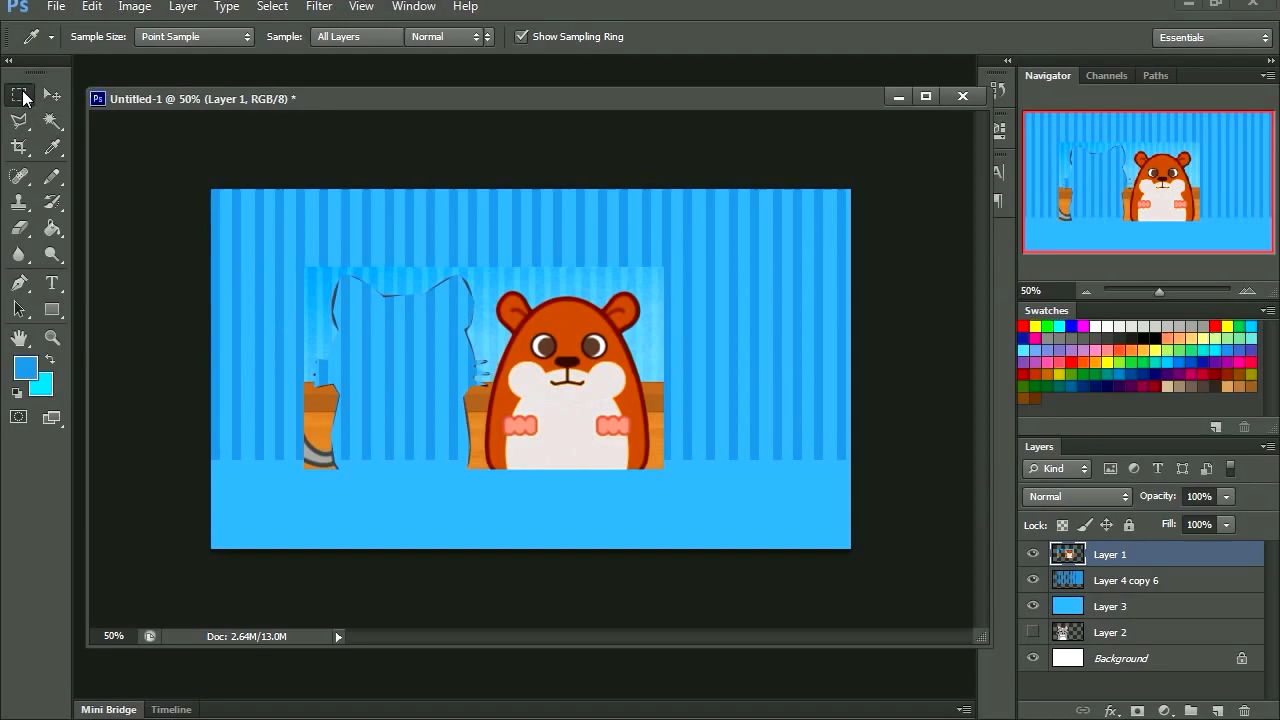 Ps File Edit Image Layer Type Select Filter View Window Help
Sample Size: Point Sample Sample: All Layers Normal Show Sampling Ring Essentials
Navigator Channels Paths
Ps Untitled-1 @ 50% (Layer 1, RGB/8) *
50%
Swatches
Layers
Kind
Normal Opacity: 100%
Lock: Fill: 100%
Layer 1
Layer 4 copy 6
Layer 3
Layer 2
Background
50% Doc: 2.64M/13.0M
Mini Bridge Timeline